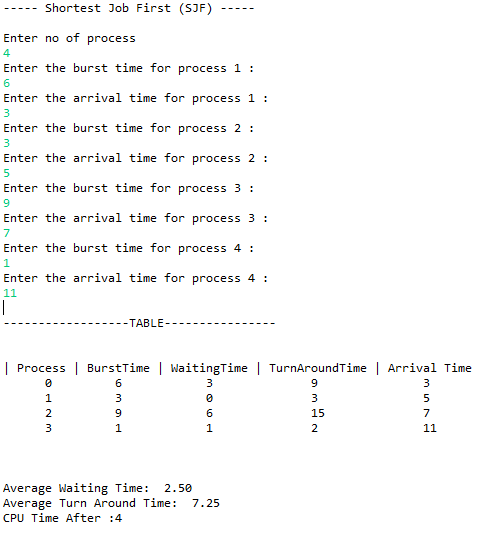 ----- Shortest Job First (SJF) -----
Enter no of process
4
Enter the burst time for process 1 :
6
Enter the arrival time for process 1 :
3
Enter the burst time for process 2 :
3
Enter the arrival time for process 2 :
5
Enter the burst time for process 3 :
9
Enter the arrival time for process 3 :
7
Enter the burst time for process 4 :
1
Enter the arrival time for process 4 :
11
------------------TABLE----------------
| Process | BurstTime | WaitingTime | TurnAroundTime | Arrival Time
0 6 3 9 3
1 3 0 3 5
2 9 6 15 7
3 1 1 2 11
Average Waiting Time:  2.50
Average Turn Around Time:  7.25
CPU Time After :4